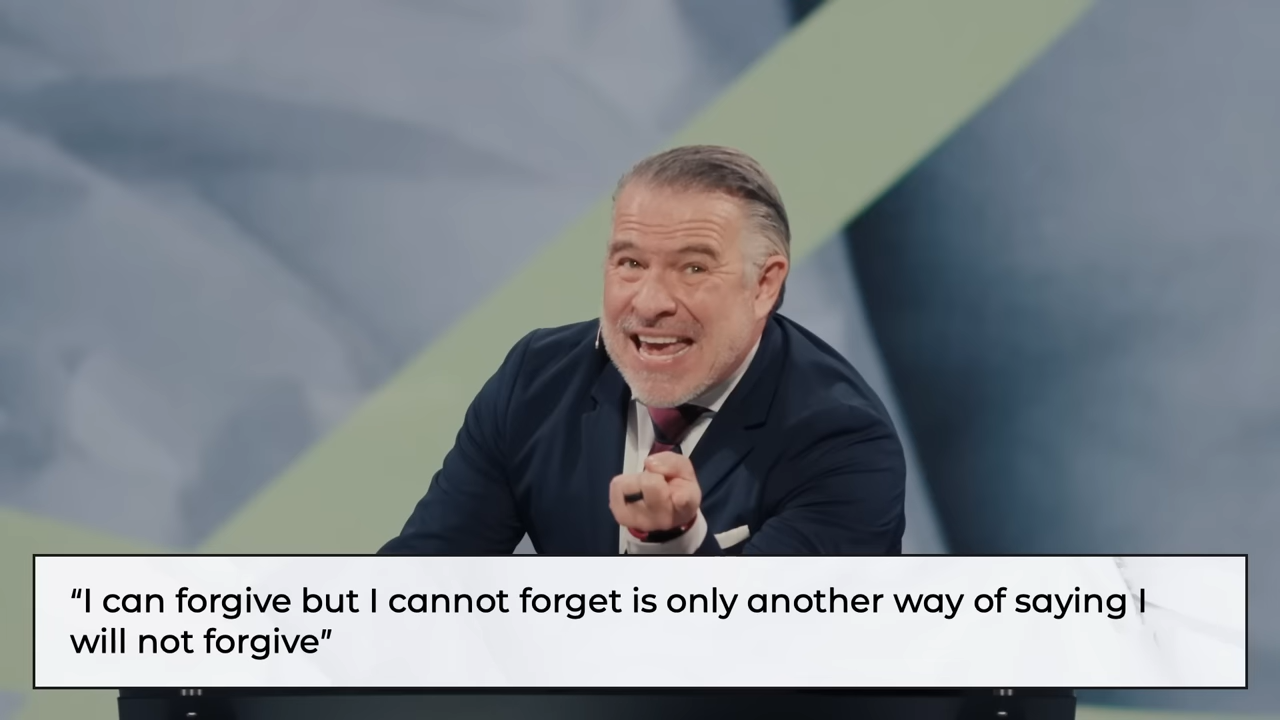 “I can forgive but I cannot forget is only another way of saying I
will not forgive”